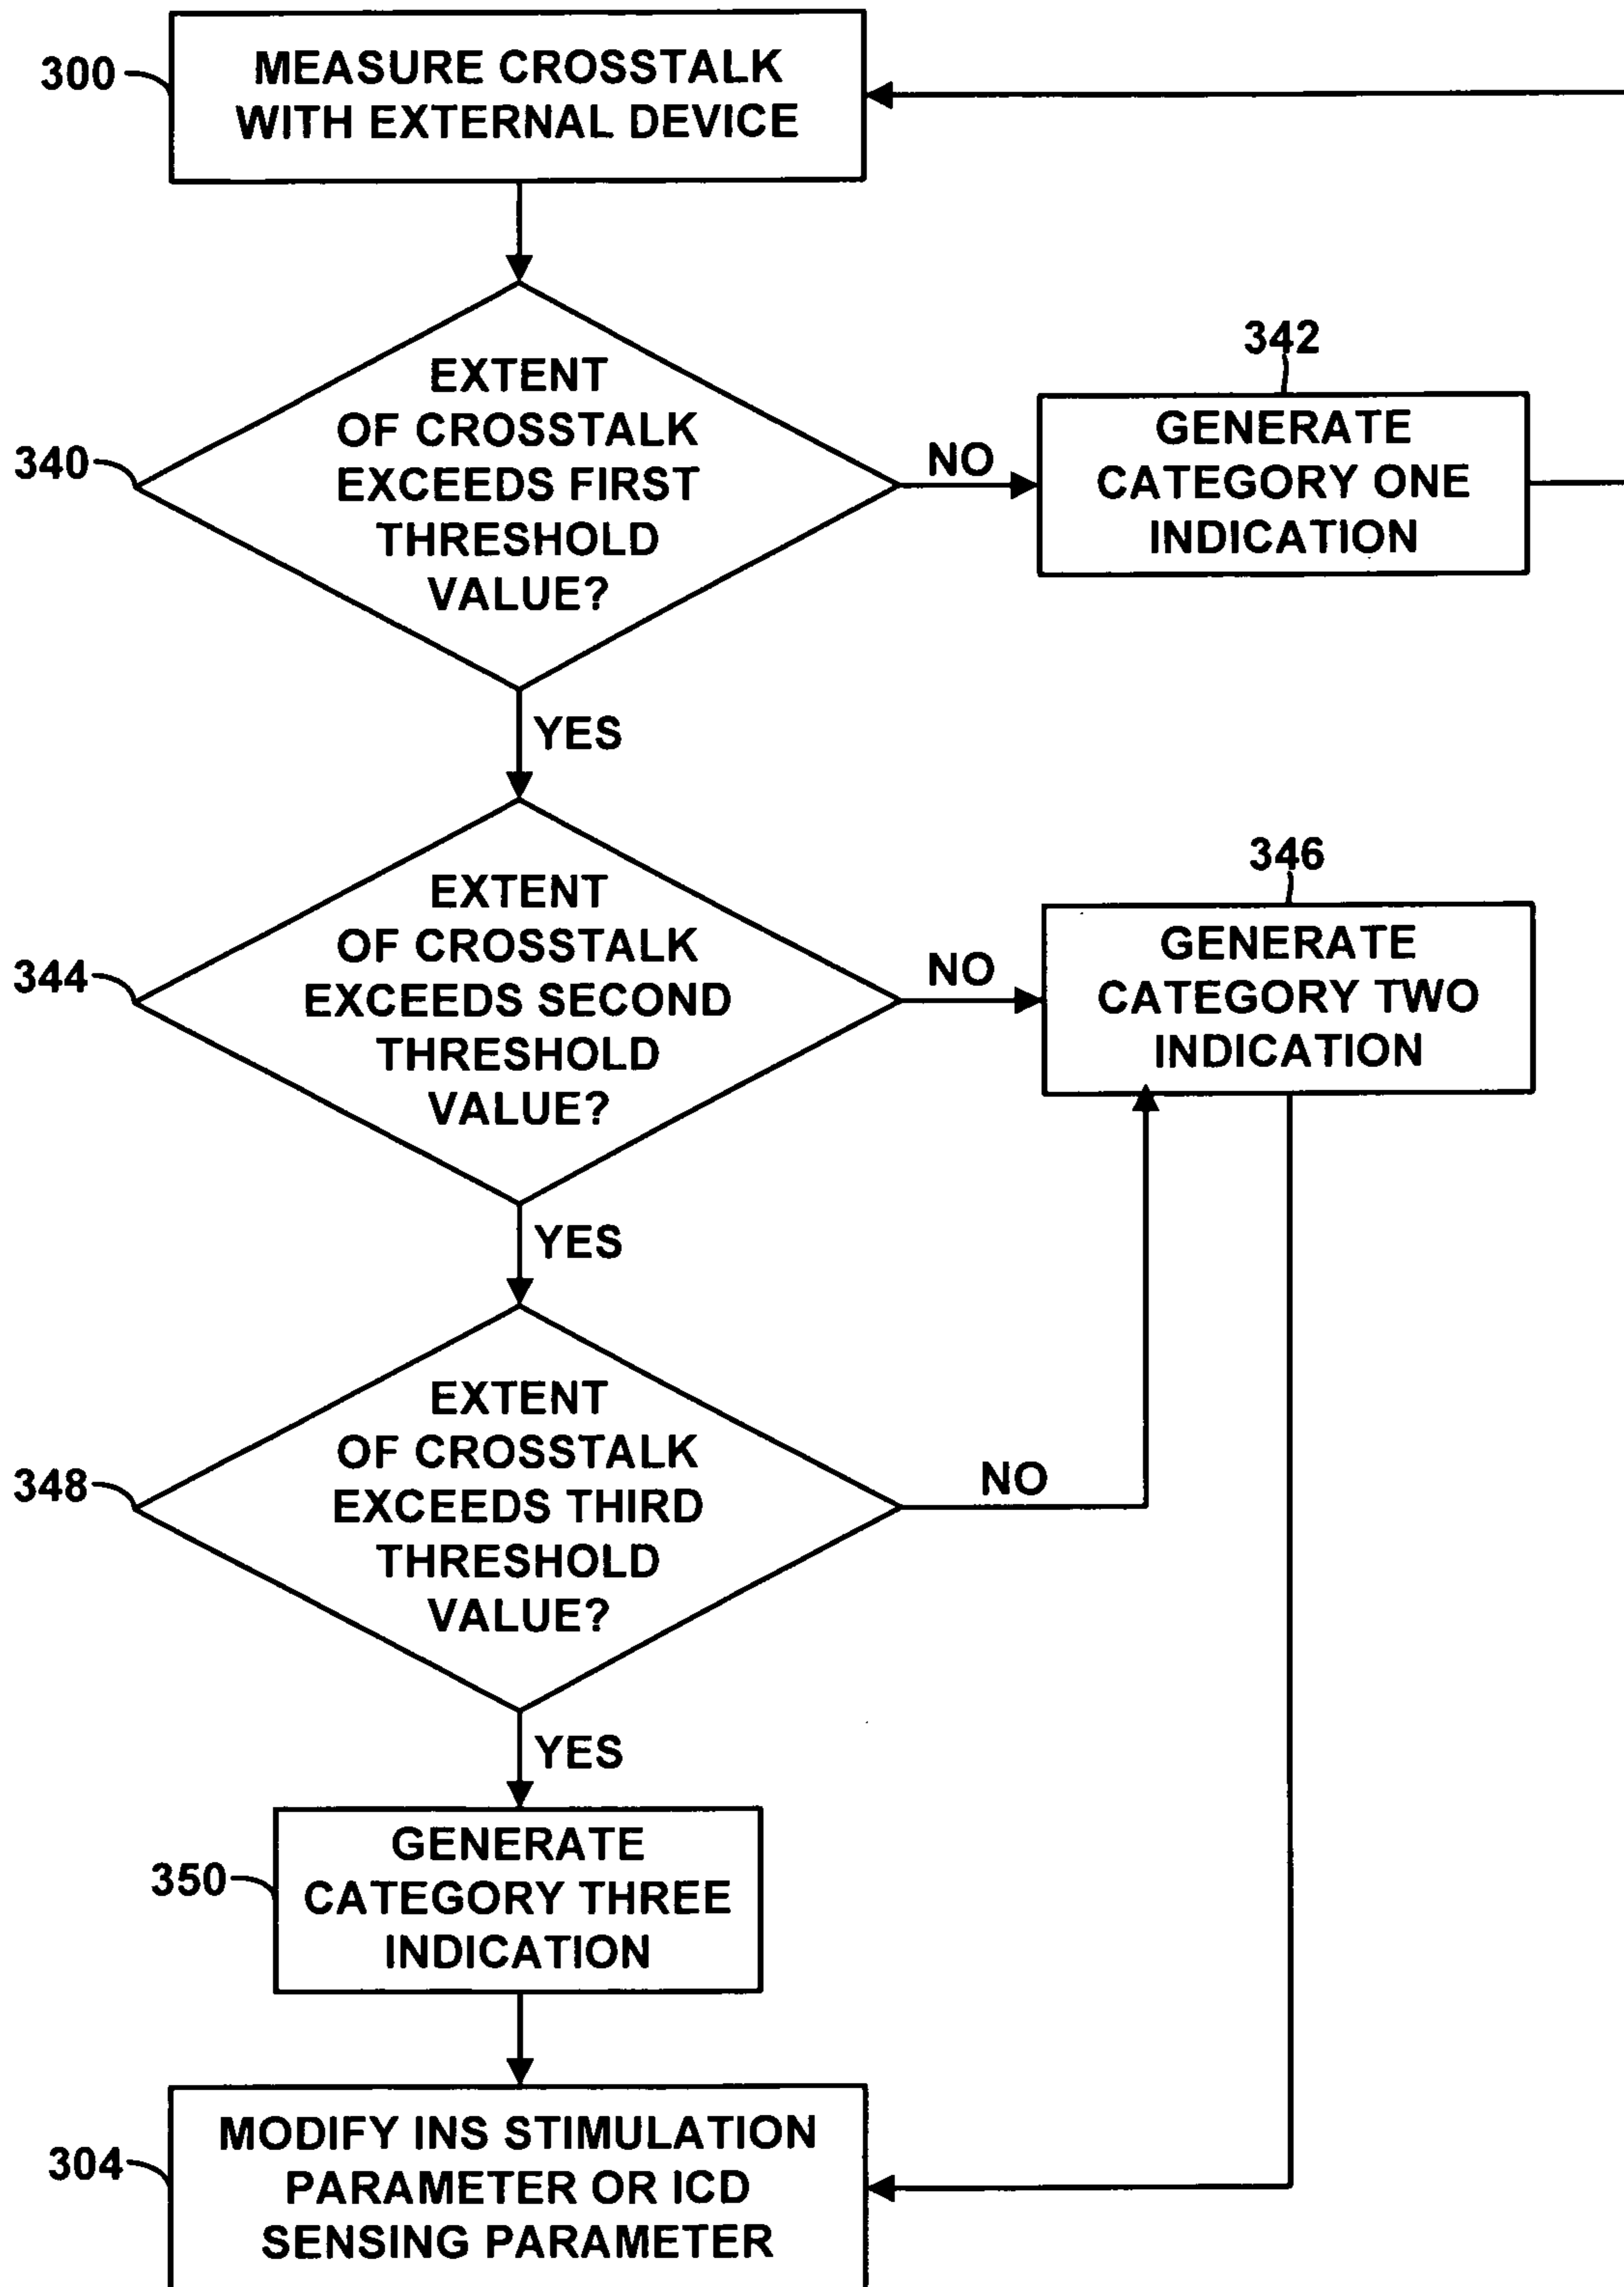 300
MEASURE CROSSTALK
WITH EXTERNAL DEVICE
340
EXTENT
OF CROSSTALK
EXCEEDS FIRST
THRESHOLD
VALUE?
NO
342
GENERATE
CATEGORY ONE
INDICATION
YES
344
EXTENT
OF CROSSTALK
EXCEEDS SECOND
THRESHOLD
VALUE?
NO
346
GENERATE
CATEGORY TWO
INDICATION
YES
348
EXTENT
OF CROSSTALK
EXCEEDS THIRD
THRESHOLD
VALUE?
NO
YES
350
GENERATE
CATEGORY THREE
INDICATION
304
MODIFY INS STIMULATION
PARAMETER OR ICD
SENSING PARAMETER